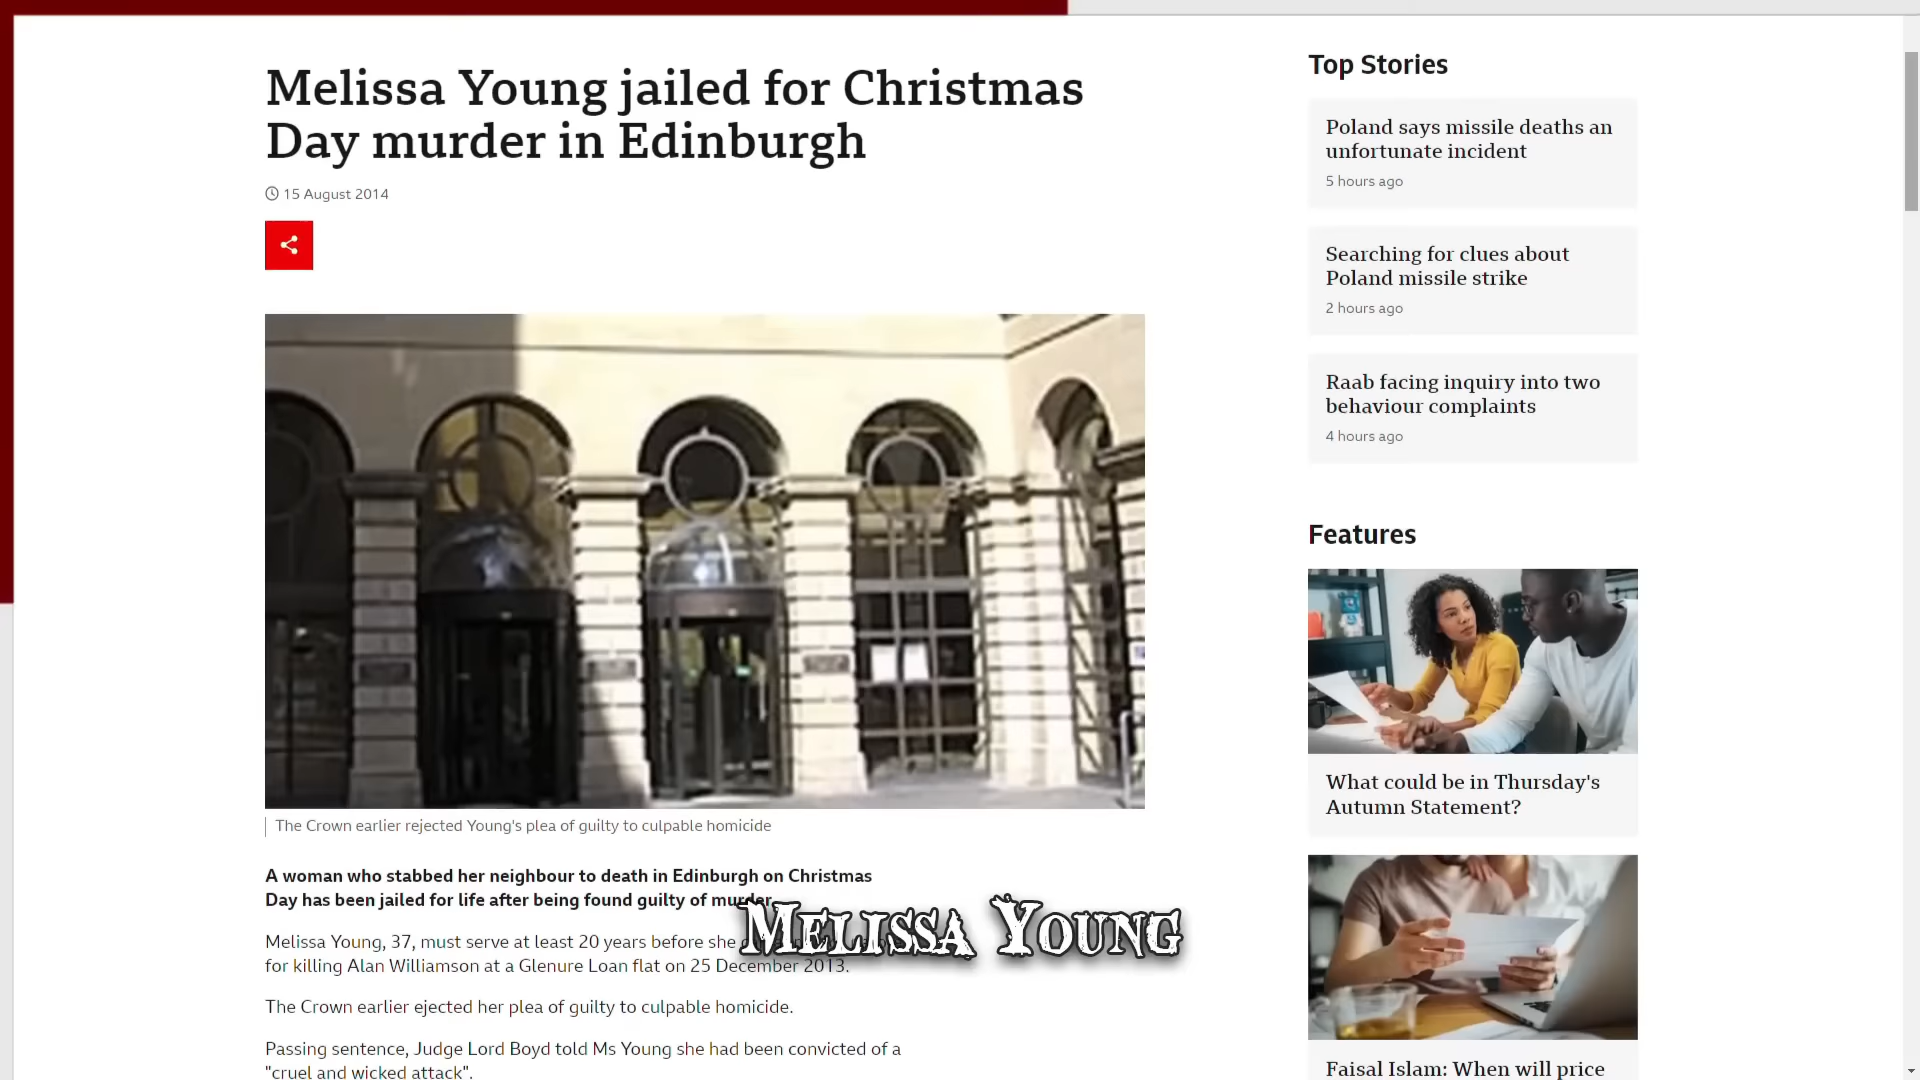 Melissa Young jailed for Christmas
Day murder in Edinburgh
15 August 2014
The Crown earlier rejected Young's plea of guilty to culpable homicide
A woman who stabbed her neighbour to death in Edinburgh on Christmas
Day has been jailed for life after being found guilty of murder.
Melissa Young, 37, must serve at least 20 years before she
for killing Alan Williamson at a Glenure Loan flat on 25 December 2013.
The Crown earlier ejected her plea of guilty to culpable homicide.
Passing sentence, Judge Lord Boyd told Ms Young she had been convicted of a
"cruel and wicked attack".
Melissa Young
Top Stories
Poland says missile deaths an
unfortunate incident
5 hours ago
Searching for clues about
Poland missile strike
2 hours ago
Raab facing inquiry into two
behaviour complaints
4 hours ago
Features
What could be in Thursday's
Autumn Statement?
Faisal Islam: When will price